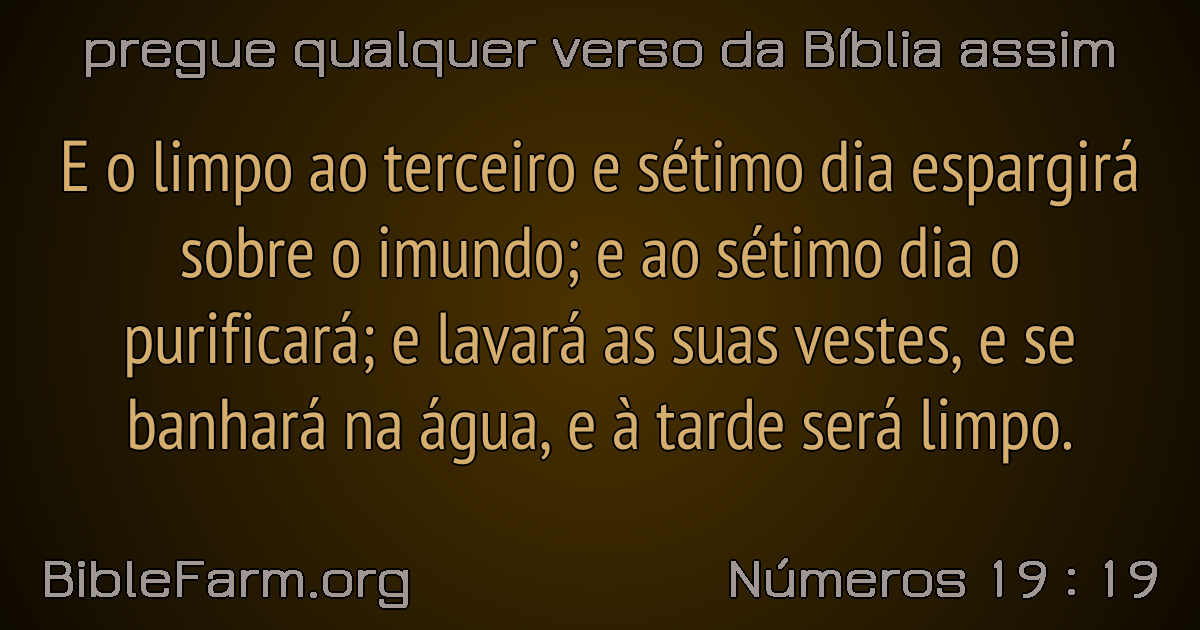 pregue qualquer verso da Bíblia assim
E o limpo ao terceiro e sétimo dia espargirá
sobre o imundo; e ao sétimo dia o
purificará; e lavará as suas vestes, e se
banhará na água, e à tarde será limpo.
BibleFarm.org
Números 19 : 19